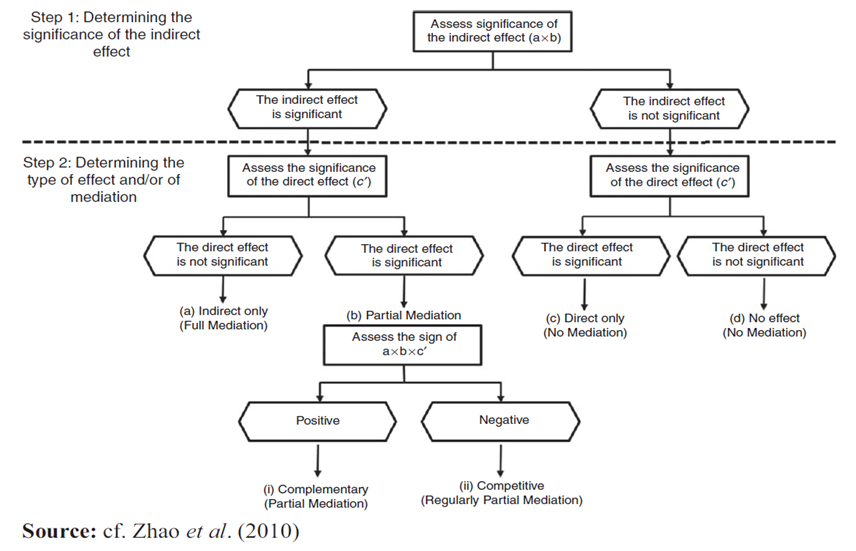 Step 1: Determining the
significance of the indirect
effect
Assess significance of
the indirect effect (a×b)
The indirect effect
is significant
The indirect effect
is not significant
Step 2: Determining the
type of effect and/or of
mediation
Assess the significance
of the direct effect (c′)
Assess the significance
of the direct effect (c′)
The direct effect
is not significant
The direct effect
is significant
The direct effect
is significant
The direct effect
is not significant
(a) Indirect only
(Full Mediation)
(b) Partial Mediation
(c) Direct only
(No Mediation)
(d) No effect
(No Mediation)
Assess the sign of
a×b×c′
Positive
Negative
(i) Complementary
(Partial Mediation)
(ii) Competitive
(Regularly Partial Mediation)
Source: cf. Zhao et al. (2010)